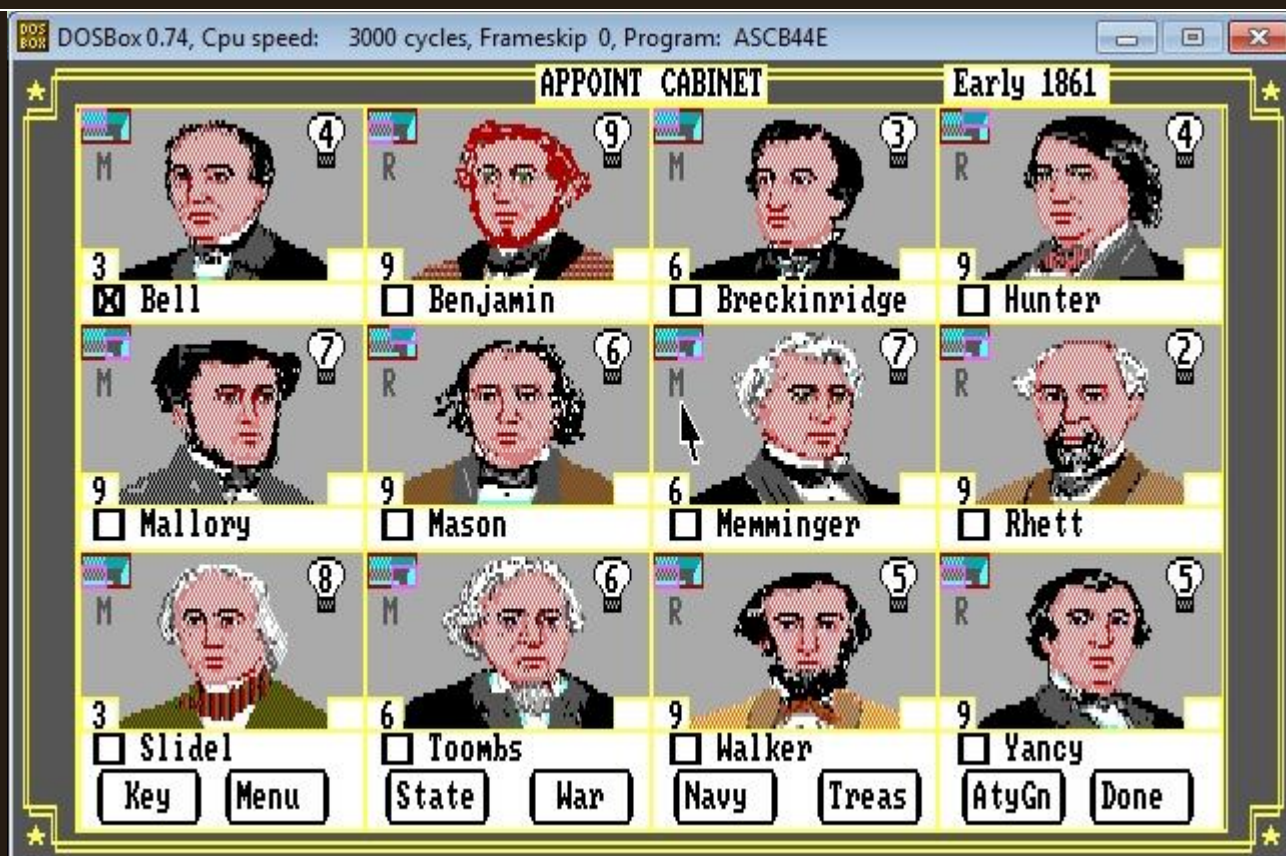 DOS BOX DOSBox 0.74, Cpu speed: 3000 cycles, Frameskip 0, Program: ASCB44E
APPOINT CABINET Early 1861
4 9 3 4
M R M R
3 9 6 9
X Bell Benjamin Breckinridge Hunter
7 6 7 2
M R M R
9 9 6 9
Mallory Mason Memminger Rhett
8 6 5 5
M M R R
3 6 9 9
Slidel Toombs Walker Yancy
Key Menu State War Navy Treas AtyGn Done